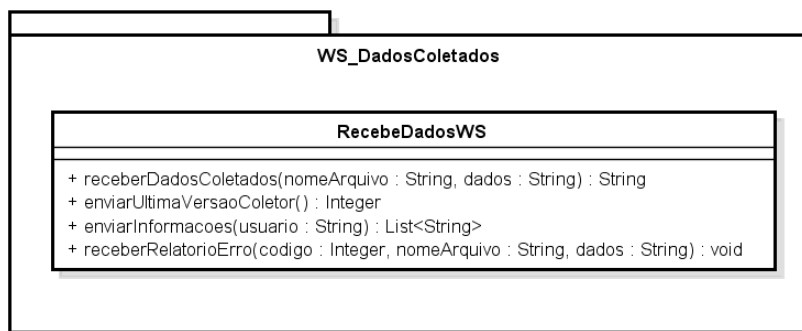 WS_DadosColetados
RecebeDadosWS
+ receberDadosColetados(nomeArquivo : String, dados : String) : String
+ enviarUltimaVersaoColetor() : Integer
+ enviarInformacoes(usuario : String) : List<String>
+ receberRelatorioErro(codigo : Integer, nomeArquivo : String, dados : String) : void